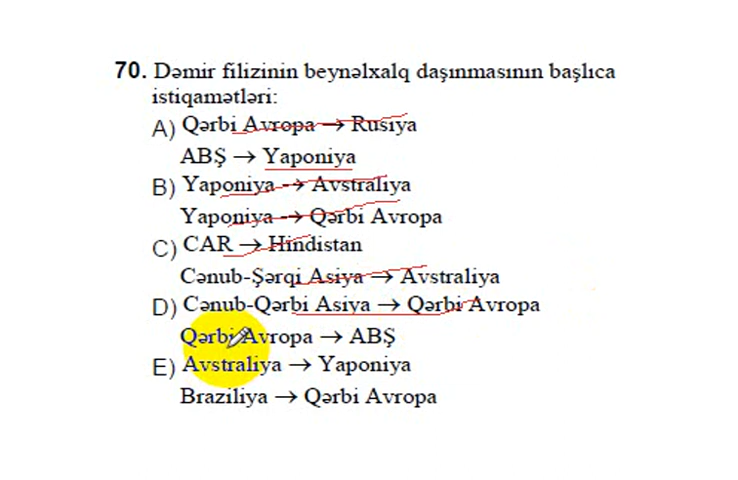 70. Dəmir filizinin beynəlxalq daşınmasının başlıca
istiqamətləri:
A) Qərbi Avropa → Rusiya
ABŞ → Yaponiya
B) Yaponiya → Avstraliya
Yaponiya → Qərbi Avropa
C) CAR → Hindistan
Cənub-Şərqi Asiya → Avstraliya
D) Cənub-Qərbi Asiya → Qərbi Avropa
Qərbi Avropa → ABŞ
E) Avstraliya → Yaponiya
Braziliya → Qərbi Avropa